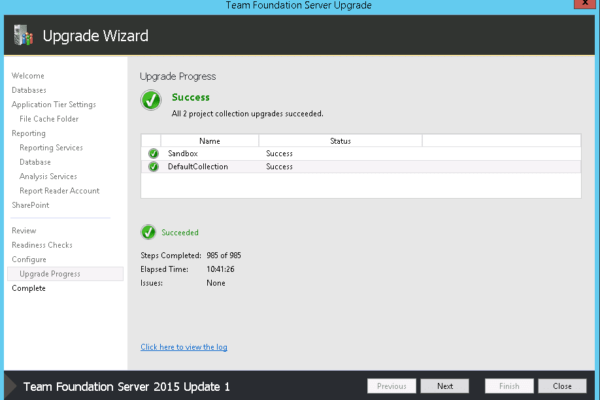 Team Foundation Server Upgrade
x
Upgrade Wizard
Welcome
Databases
Application Tier Settings
File Cache Folder
Reporting
Reporting Services
Database
Analysis Services
Report Reader Account
SharePoint
Review
Readiness Checks
Configure
Upgrade Progress
Complete
Upgrade Progress
Success
All 2 project collection upgrades succeeded.
Name Status
Sandbox Success
DefaultCollection Success
Succeeded
Steps Completed: 985 of 985
Elapsed Time: 10:41:26
Issues: None
Click here to view the log
Team Foundation Server 2015 Update 1
Previous Next Finish Close